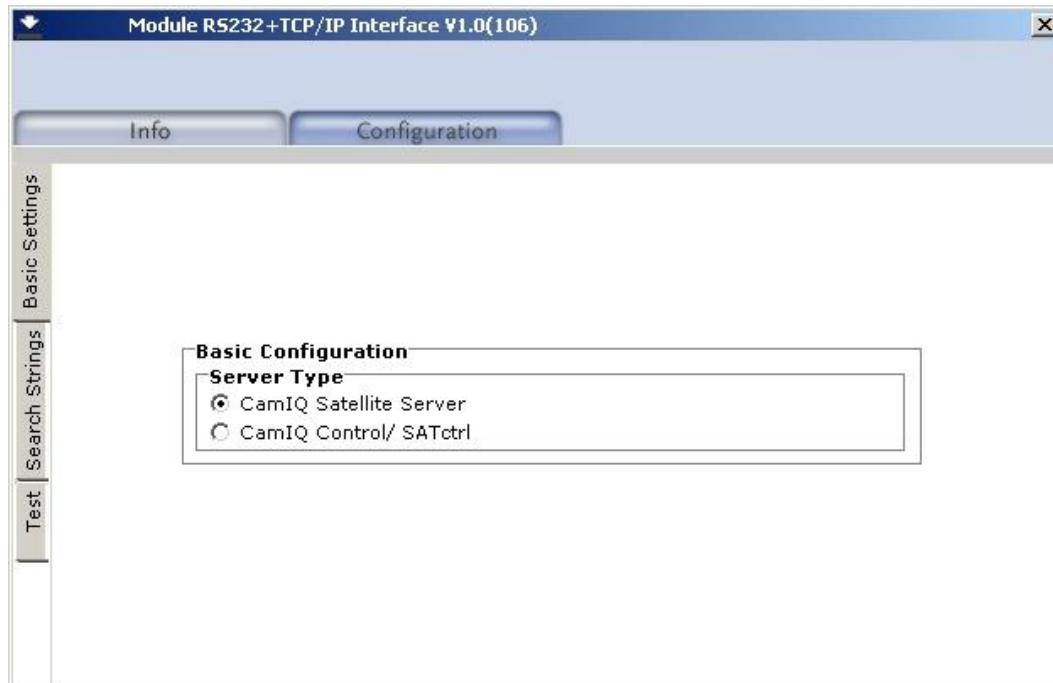 Module RS232+TCP/IP Interface V1.0(106)
Info
Configuration
Basic Settings
Search Strings
Test
Basic Configuration
Server Type
CamIQ Satellite Server
CamIQ Control/ SATctrl